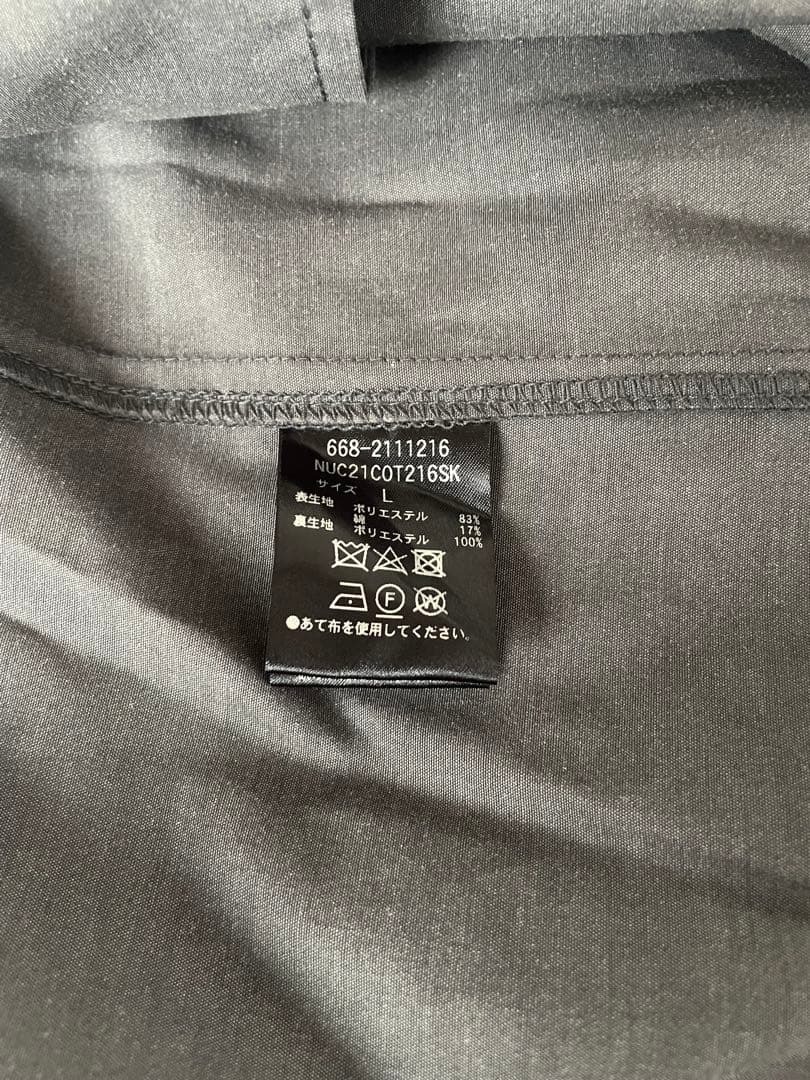 668-2111216
NUC21COT216SK
サイズ L
表生地 ポリエステル 83%
綿 17%
裏生地 ポリエステル 100%
F W
●あて布を使用してください。